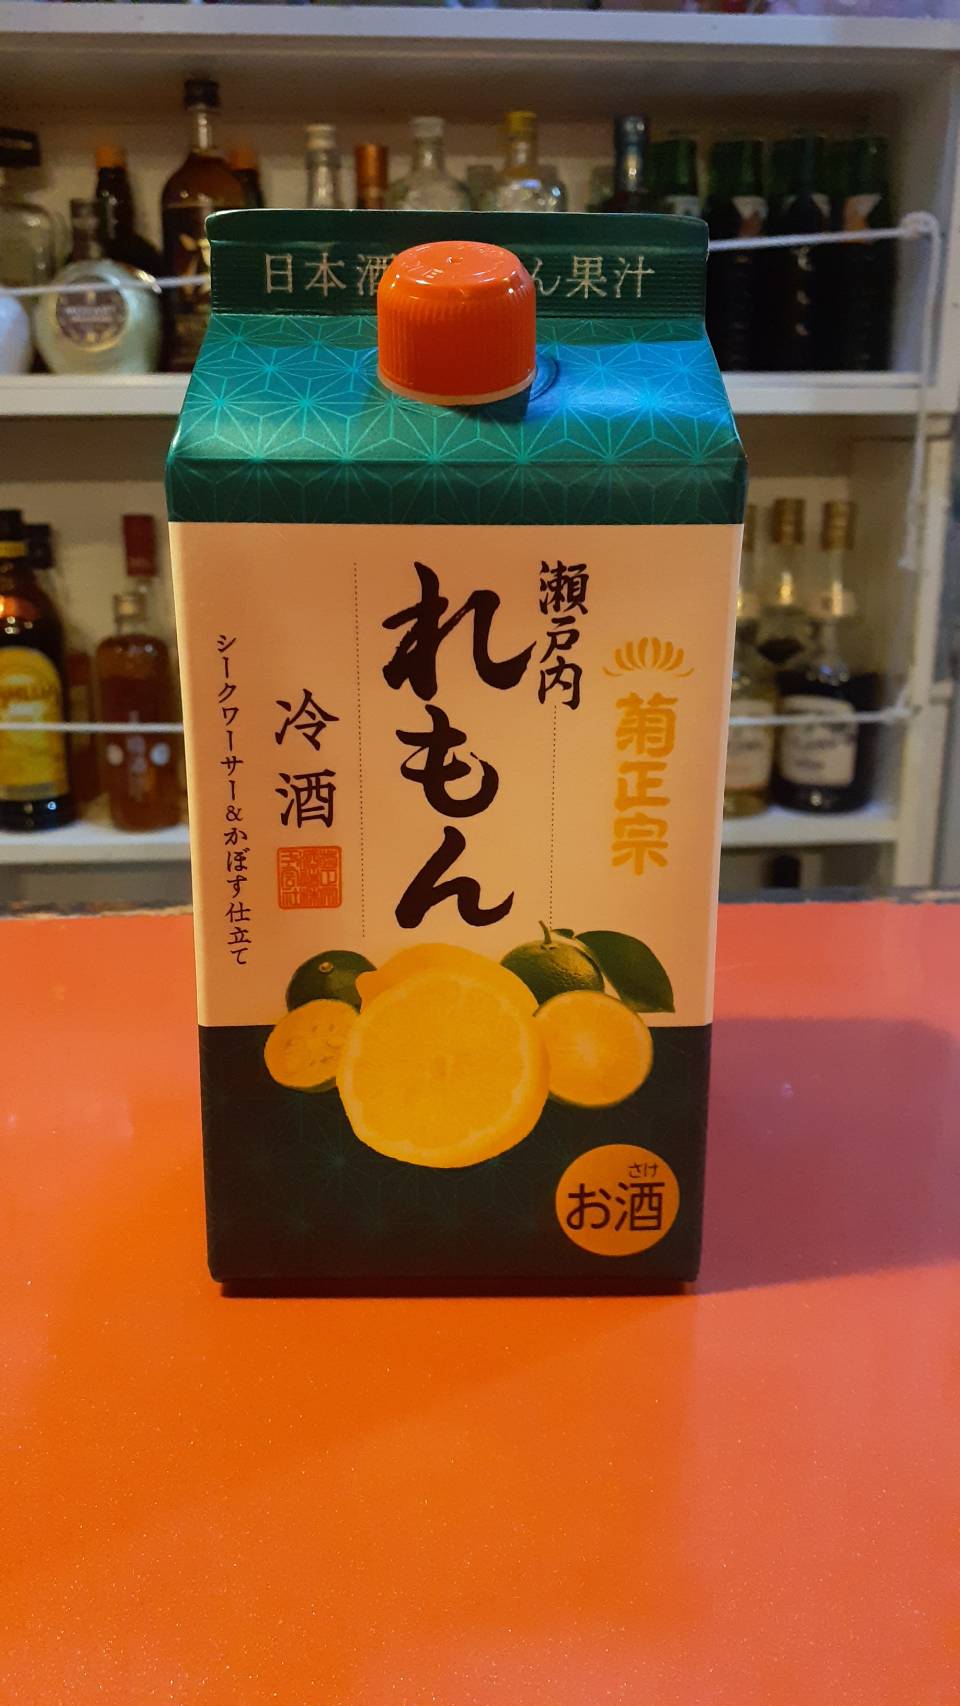 日本酒
ん果汁
菊正宗
瀬戸内
れもん
冷酒
シークワーサー&かぼす仕立て
さけ
お酒